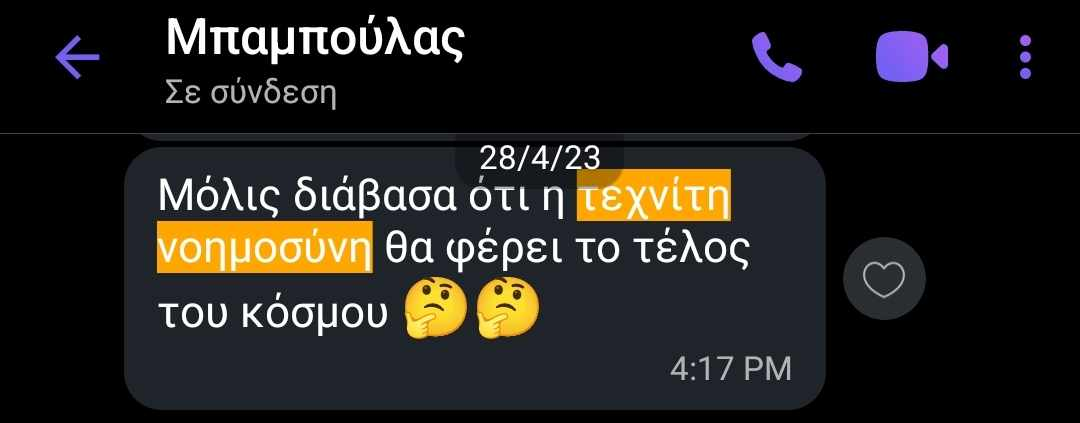 Μπαμπούλας
Σε σύνδεση
28/4/23
Μόλις διάβασα ότι η τεχνίτη
νοημοσύνη θα φέρει το τέλος
του κόσμου 🤔🤔
4:17 PM